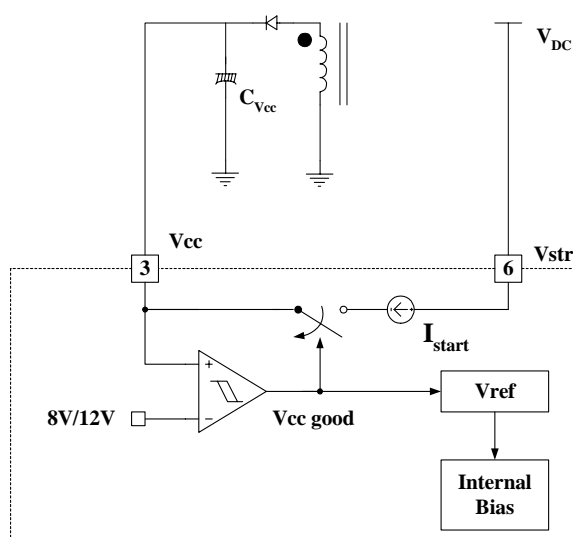 V_DC
C_Vcc
Vcc
Vstr
3
6
I_start
+
−
8V/12V
Vcc good
Vref
Internal
Bias